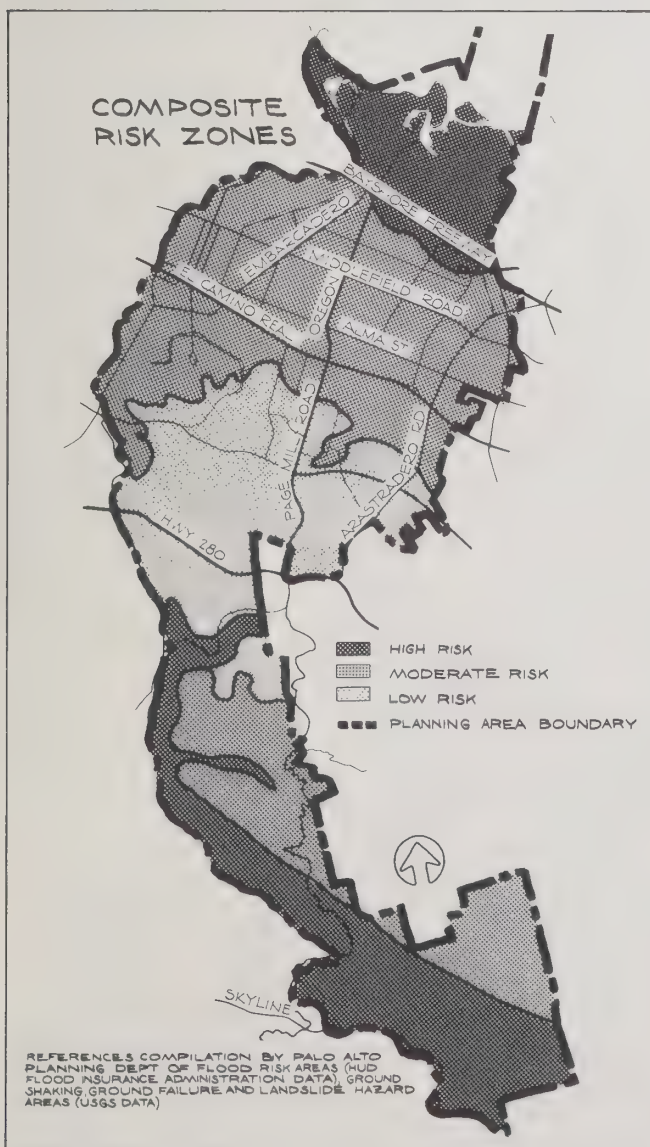 COMPOSITE
RISK ZONES
BAYSHORE FREEWAY
EMBARCADERO
MIDDLEFIELD ROAD
OREGON
EL CAMINO REAL
ALMA ST.
PAGE MILL ROAD
ARASTRADERO RD
HWY 280
HIGH RISK
MODERATE RISK
LOW RISK
PLANNING AREA BOUNDARY
SKYLINE
REFERENCES COMPILATION BY PALO ALTO
PLANNING DEPT OF FLOOD RISK AREAS (HUD
FLOOD INSURANCE ADMINISTRATION DATA), GROUND
SHAKING, GROUND FAILURE AND LANDSLIDE HAZARD
AREAS (USGS DATA)